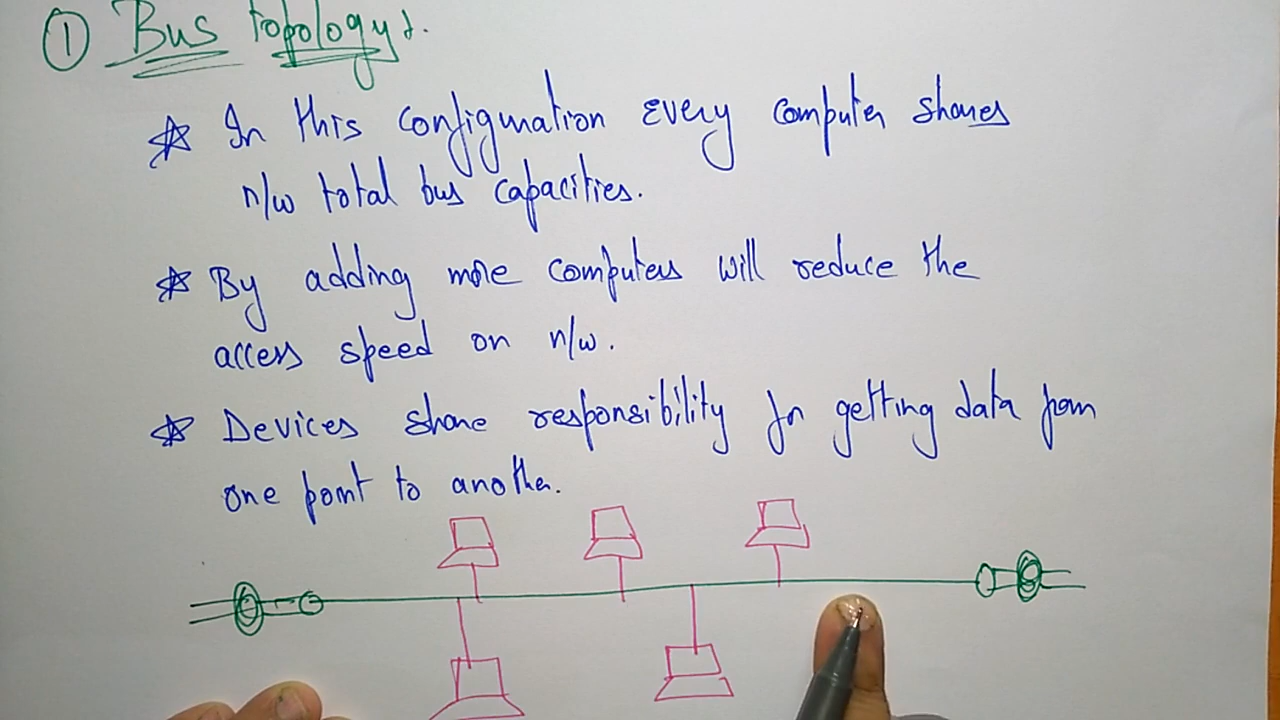 ① Bus topology:
☆ In this configuration every computer shares
n/w total bus capacities.
☆ By adding more computers will reduce the
access speed on n/w.
☆ Devices share responsibility for getting data from
one point to another.